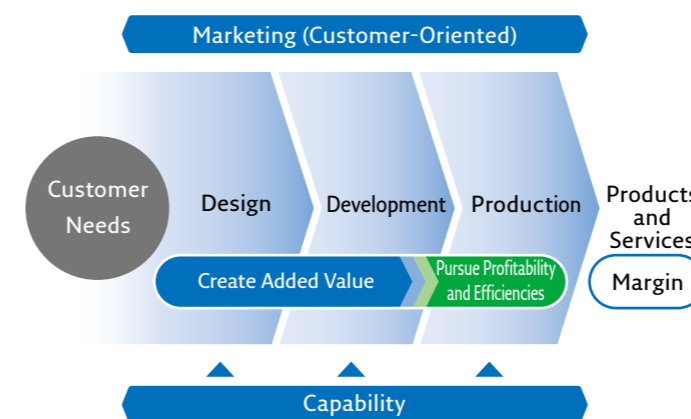 Marketing (Customer-Oriented)
Customer
Needs
Design
Development
Production
Products
and
Services
Create Added Value
Pursue Profitability
and Efficiencies
Margin
Capability